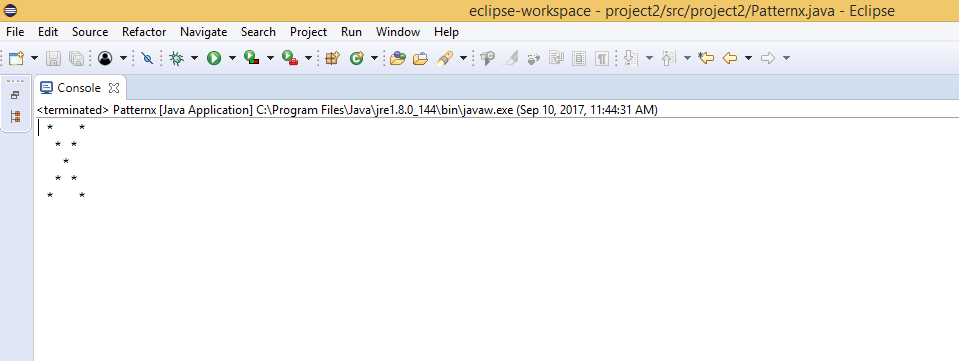 eclipse-workspace - project2/src/project2/Patternx.java - Eclipse
File Edit Source Refactor Navigate Search Project Run Window Help
Console
<terminated> Patternx [Java Application] C:\Program Files\Java\jre1.8.0_144\bin\javaw.exe (Sep 10, 2017, 11:44:31 AM)
 *   *
  * *
   *
  * *
 *   *